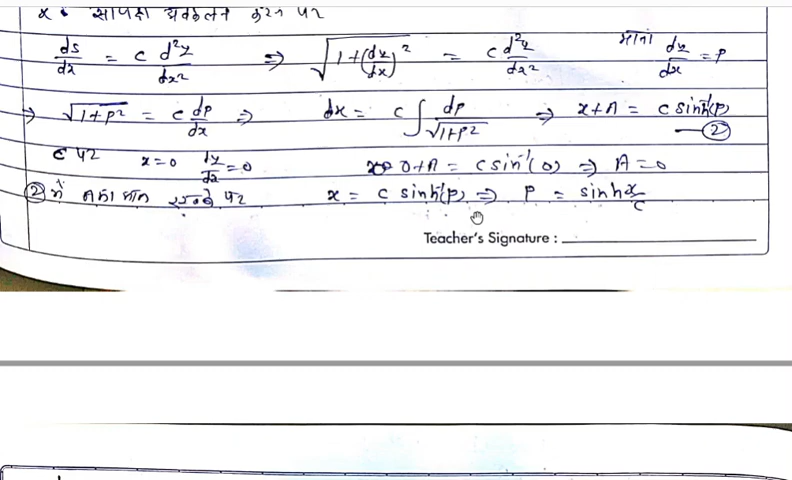 x के सापेक्ष अवकलन करने पर
ds/dx = c d²y/dx² ⇒ √(1+(dy/dx)²) = c d²y/dx² माना dy/dx = p
⇒ √(1+p²) = c dp/dx ⇒ dx = c ∫ dp/√(1+p²) ⇒ x+A = c sinh⁻¹(p) —②
c पर x=0 dy/dx=0 0+A = c sin⁻¹(0) ⇒ A=0
② में का मान रखने पर x = c sinh⁻¹(p) ⇒ p = sinh x/c
Teacher's Signature :